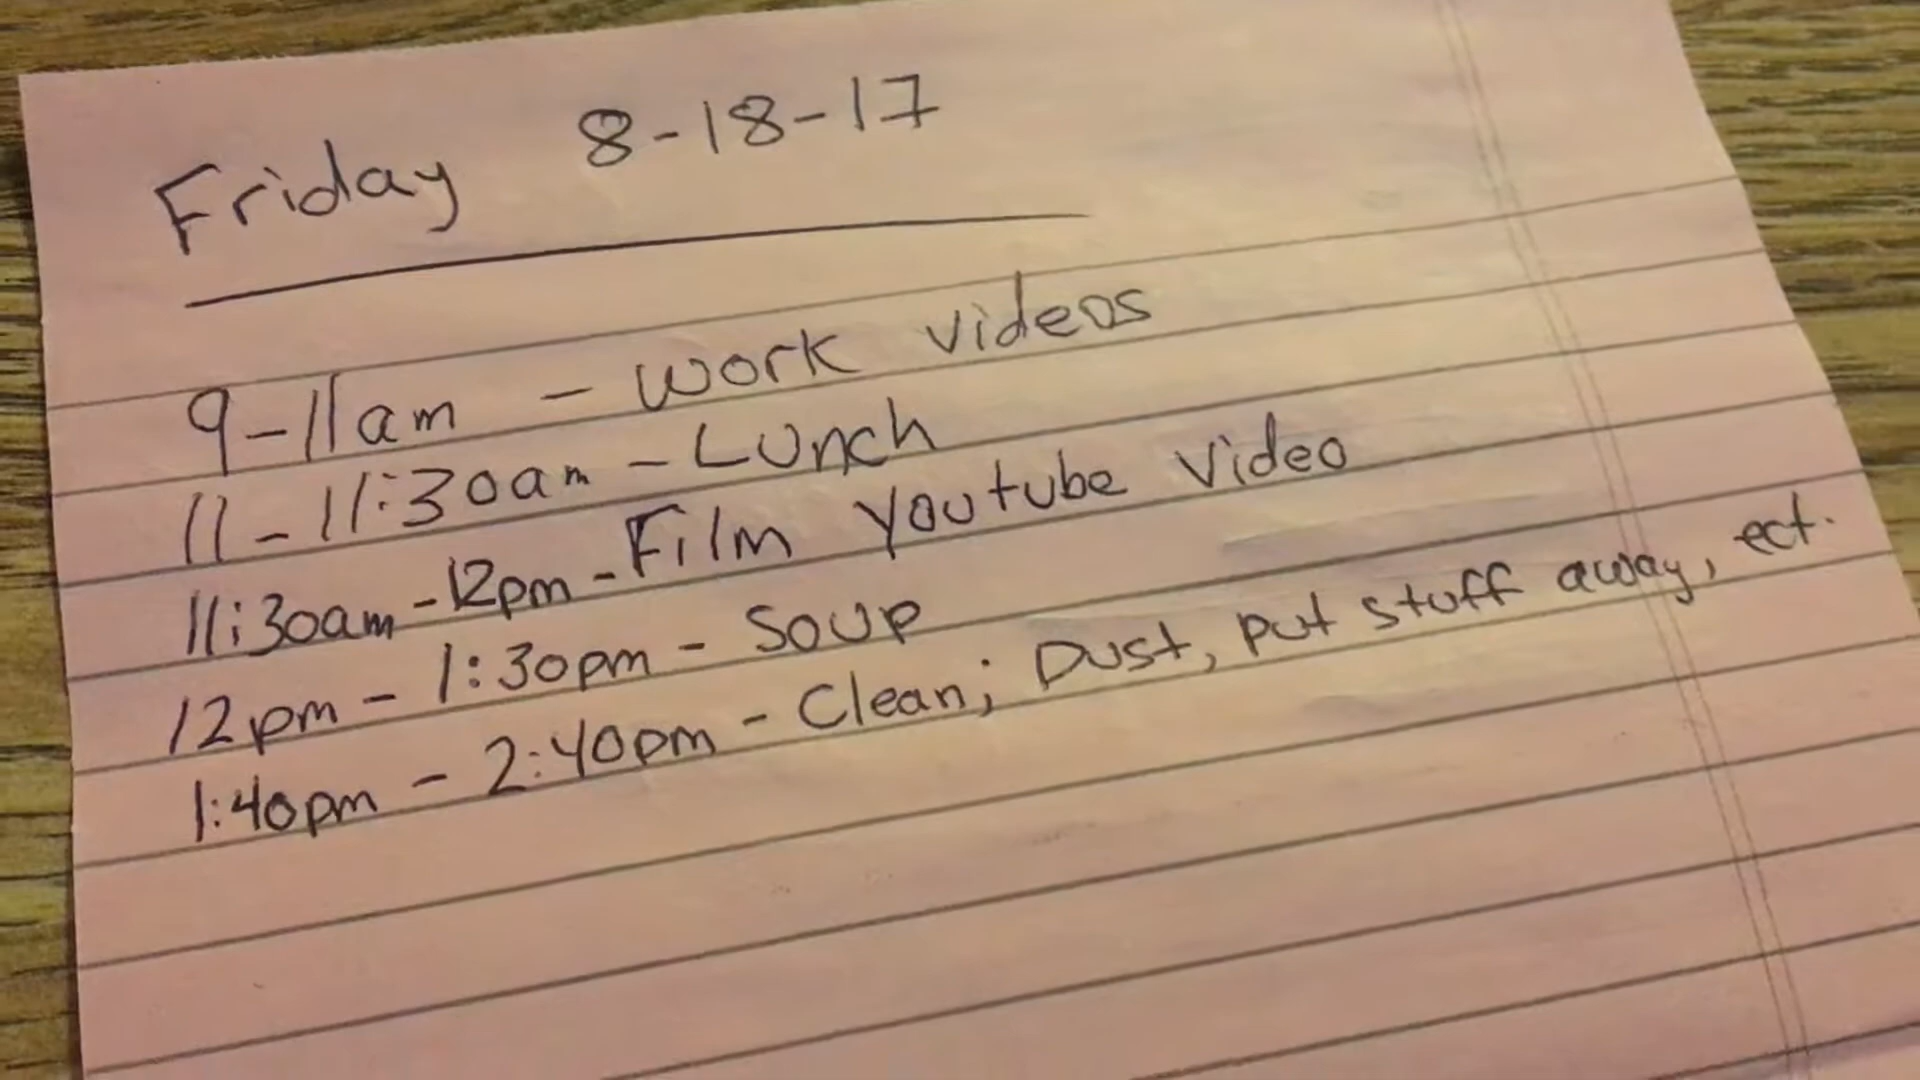 Friday 8-18-17
9-11am - work videos
11-11:30am - Lunch
11:30am-12pm - Film youtube video
12pm - 1:30pm - Soup
1:40pm - 2:40pm - Clean; Dust, put stuff away, ect.